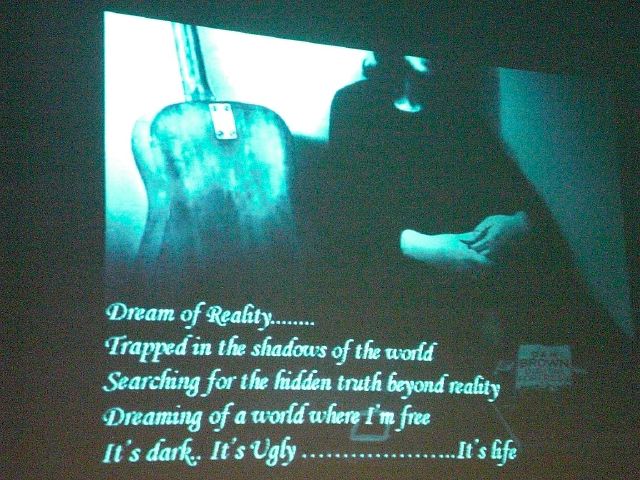 Dream of Reality........
Trapped in the shadows of the world
Searching for the hidden truth beyond reality
Dreaming of a world where I'm free
It's dark.. It's Ugly ......................It's life